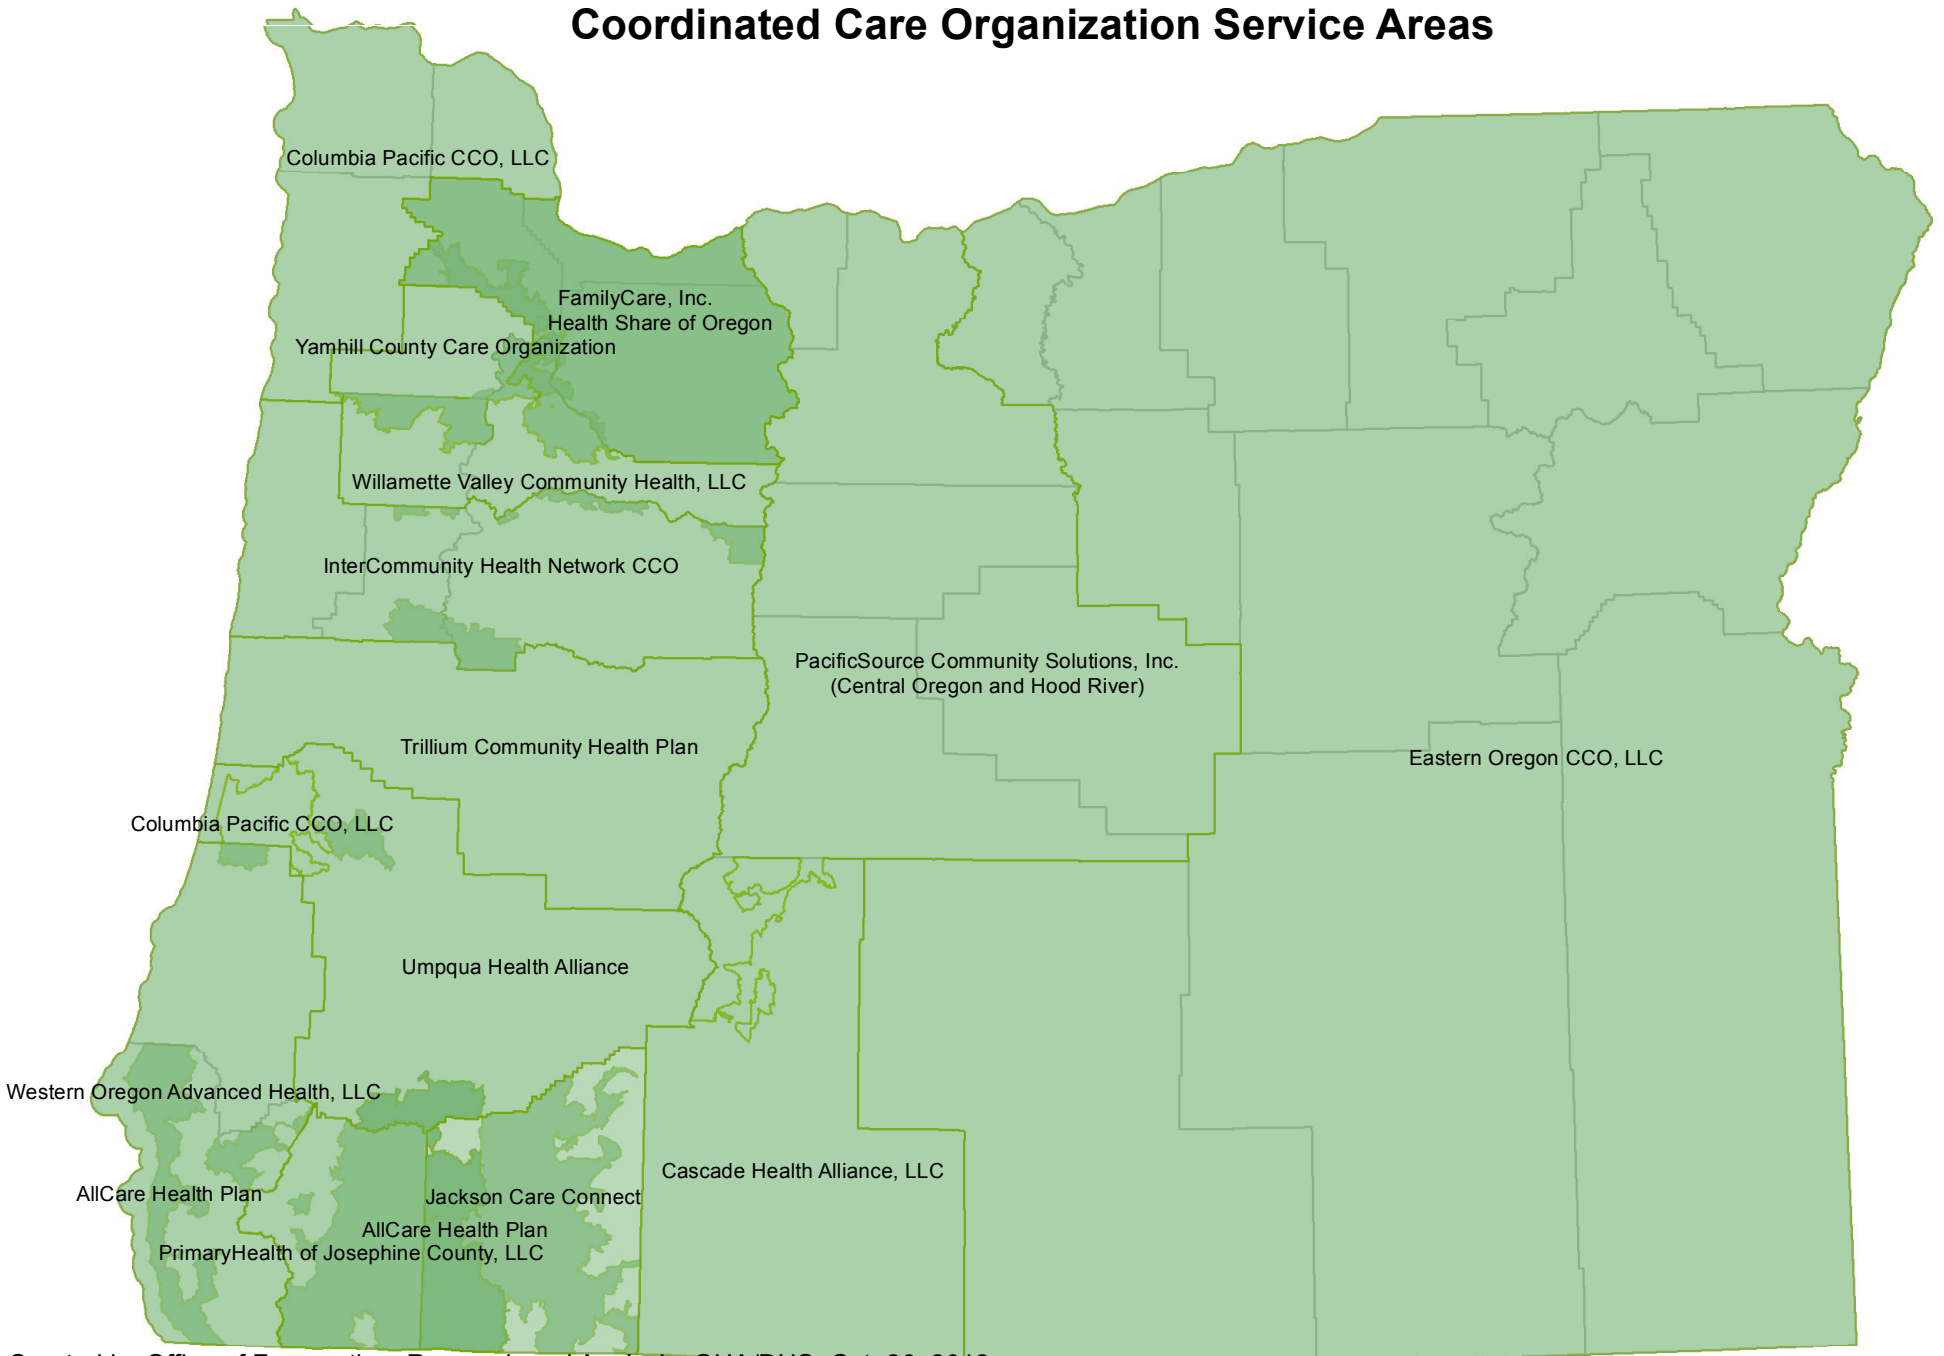 Coordinated Care Organization Service Areas
Columbia Pacific CCO, LLC
FamilyCare, Inc.
Health Share of Oregon
Yamhill County Care Organization
Willamette Valley Community Health, LLC
InterCommunity Health Network CCO
PacificSource Community Solutions, Inc.
(Central Oregon and Hood River)
Trillium Community Health Plan
Eastern Oregon CCO, LLC
Columbia Pacific CCO, LLC
Umpqua Health Alliance
Western Oregon Advanced Health, LLC
Cascade Health Alliance, LLC
AllCare Health Plan
Jackson Care Connect
AllCare Health Plan
PrimaryHealth of Josephine County, LLC